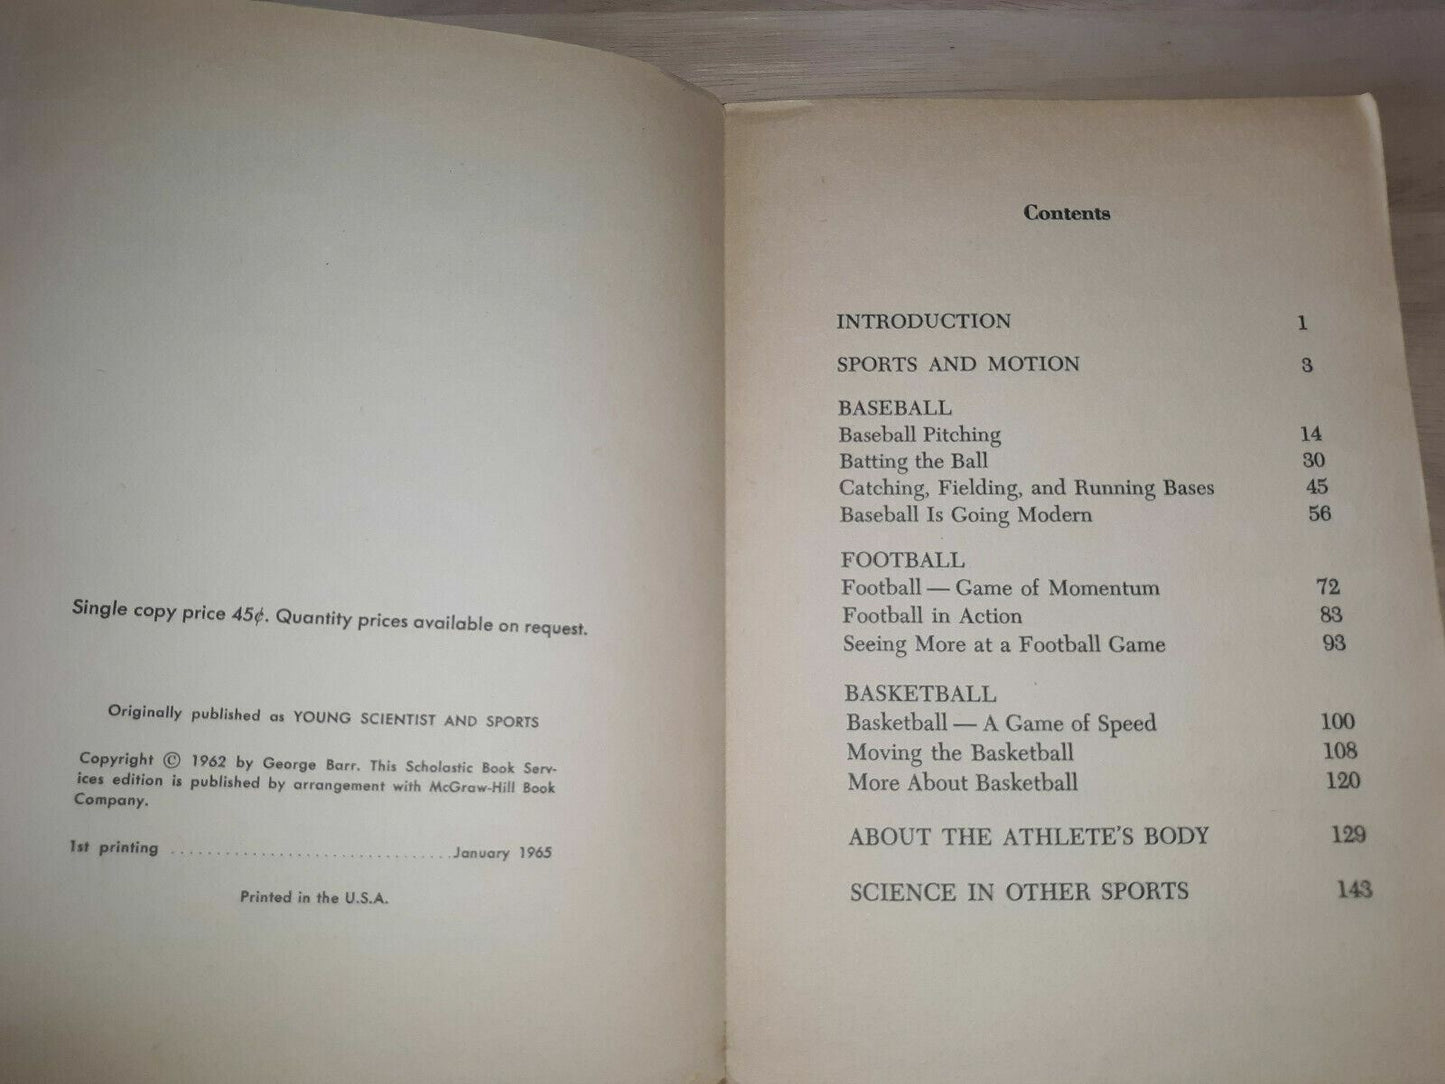 Single copy price 45¢. Quantity prices available on request.
Originally published as YOUNG SCIENTIST AND SPORTS
Copyright © 1962 by George Barr. This Scholastic Book Serv-
ices edition is published by arrangement with McGraw-Hill Book
Company.
1st printing ................................January 1965
Printed in the U.S.A.
Contents
INTRODUCTION 1
SPORTS AND MOTION 3
BASEBALL
Baseball Pitching 14
Batting the Ball 30
Catching, Fielding, and Running Bases 45
Baseball Is Going Modern 56
FOOTBALL
Football — Game of Momentum 72
Football in Action 83
Seeing More at a Football Game 93
BASKETBALL
Basketball — A Game of Speed 100
Moving the Basketball 108
More About Basketball 120
ABOUT THE ATHLETE'S BODY 129
SCIENCE IN OTHER SPORTS 143